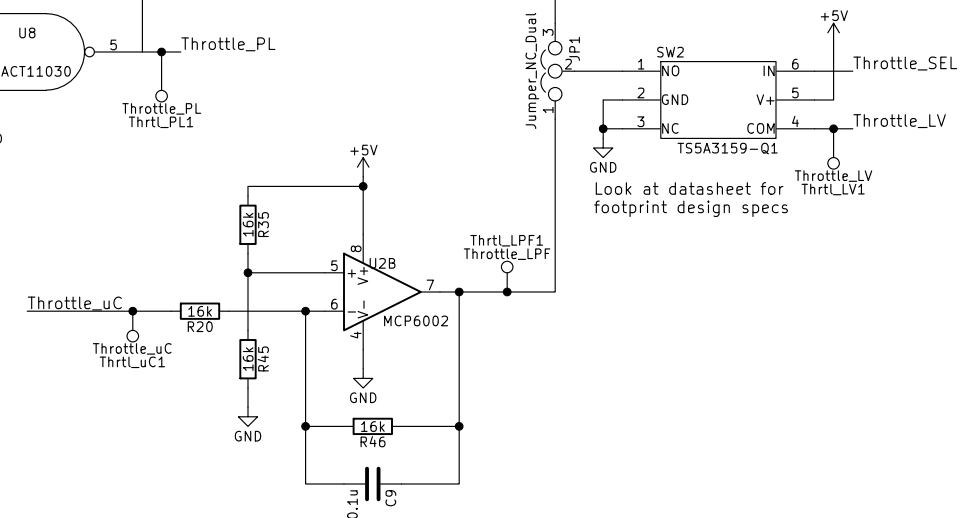 U8
ACT11030
5
Throttle_PL
Throttle_PL
Thrtl_PL1
Jumper_NC_Dual
JP1
3
2
1
SW2
1
NO
2
GND
3
NC
IN
6
V+
5
COM
4
TS5A3159-Q1
+5V
Throttle_SEL
Throttle_LV
Throttle_LV
Thrtl_LV1
GND
Look at datasheet for
footprint design specs
+5V
16k
R35
8
5
+
V+
U2B
6
−
V-
4
7
MCP6002
Thrtl_LPF1
Throttle_LPF
Throttle_uC
Throttle_uC
Thrtl_uC1
16k
R20
16k
R45
GND
GND
16k
R46
0.1u
C9